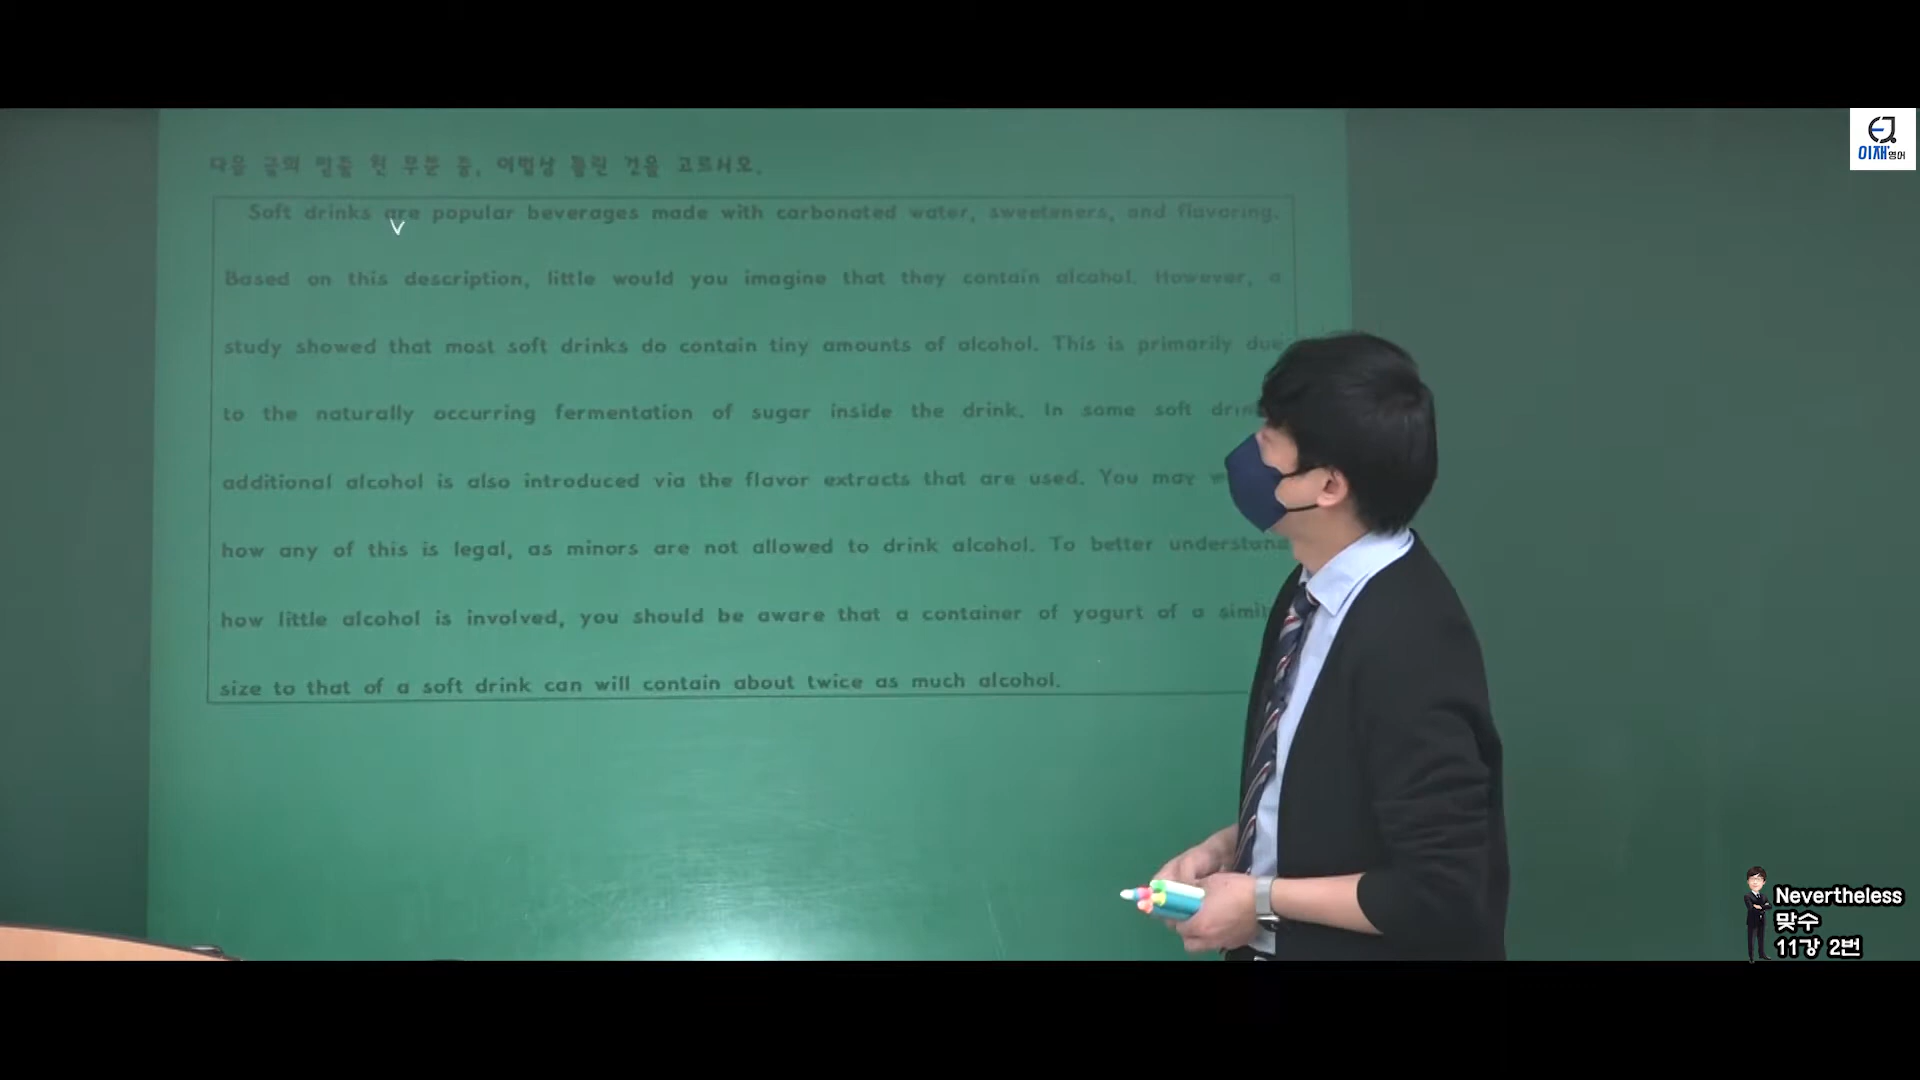 다음 글의 밑줄 친 부분 중, 어법상 틀린 것을 고르시오.
Soft drinks are popular beverages made with carbonated water, sweeteners, and flavoring.
v
Based on this description, little would you imagine that they contain alcohol. However, a
study showed that most soft drinks do contain tiny amounts of alcohol. This is primarily due
to the naturally occurring fermentation of sugar inside the drink. In some soft
additional alcohol is also introduced via the flavor extracts that are used. You may
how any of this is legal, as minors are not allowed to drink alcohol. To better understand
how little alcohol is involved, you should be aware that a container of yogurt of a
size to that of a soft drink can will contain about twice as much alcohol.
EJ
이재영어
Nevertheless
맞수
11강 2번